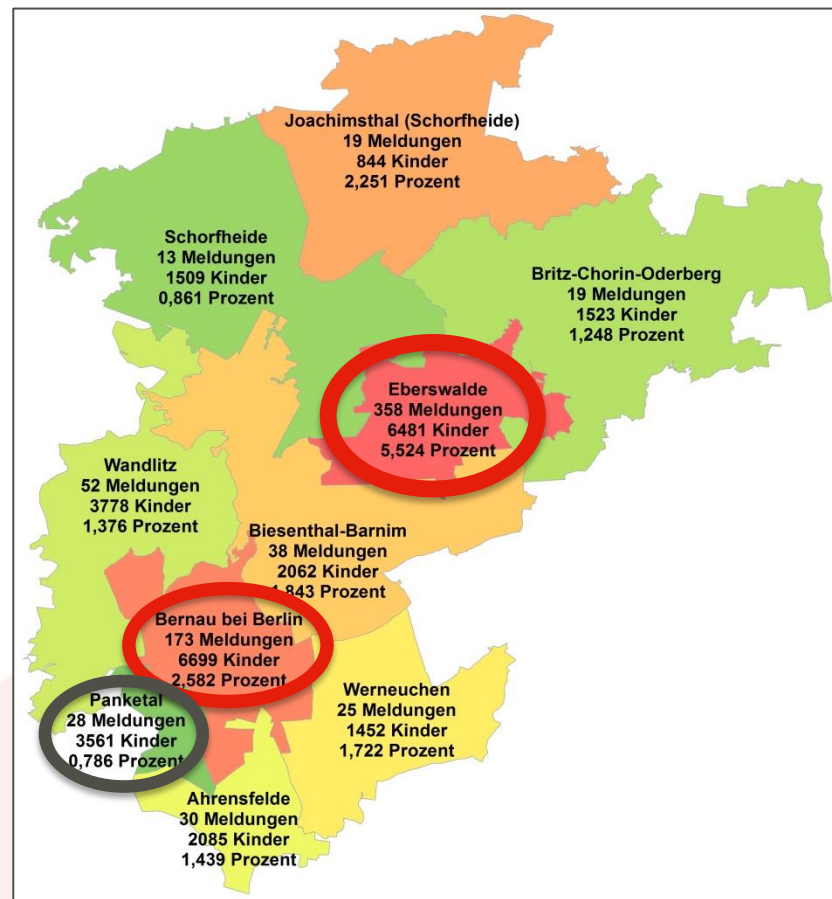 Joachimsthal (Schorfheide)
19 Meldungen
844 Kinder
2,251 Prozent
Schorfheide
13 Meldungen
1509 Kinder
0,861 Prozent
Britz-Chorin-Oderberg
19 Meldungen
1523 Kinder
1,248 Prozent
Eberswalde
358 Meldungen
6481 Kinder
5,524 Prozent
Wandlitz
52 Meldungen
3778 Kinder
1,376 Prozent
Biesenthal-Barnim
38 Meldungen
2062 Kinder
1,843 Prozent
Bernau bei Berlin
173 Meldungen
6699 Kinder
2,582 Prozent
Panketal
28 Meldungen
3561 Kinder
0,786 Prozent
Werneuchen
25 Meldungen
1452 Kinder
1,722 Prozent
Ahrensfelde
30 Meldungen
2085 Kinder
1,439 Prozent